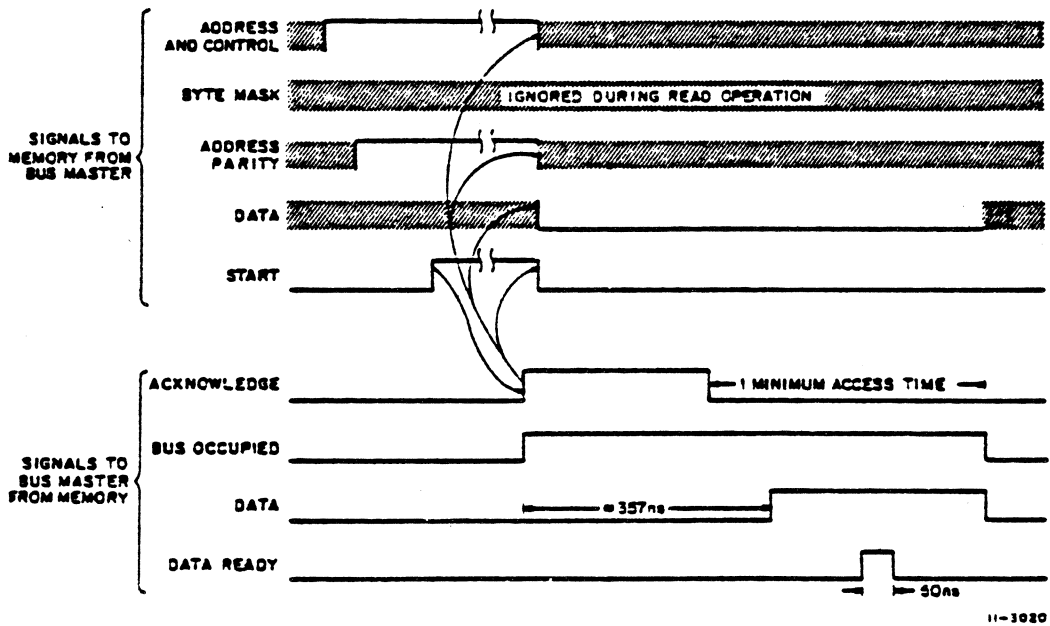 ADDRESS
AND CONTROL
BYTE MASK
IGNORED DURING READ OPERATION
SIGNALS TO
MEMORY FROM
BUS MASTER
ADDRESS
PARITY
DATA
START
ACKNOWLEDGE
1 MINIMUM ACCESS TIME
BUS OCCUPIED
SIGNALS TO
BUS MASTER
FROM MEMORY
DATA
≈357ns
DATA READY
50ns
11-3020